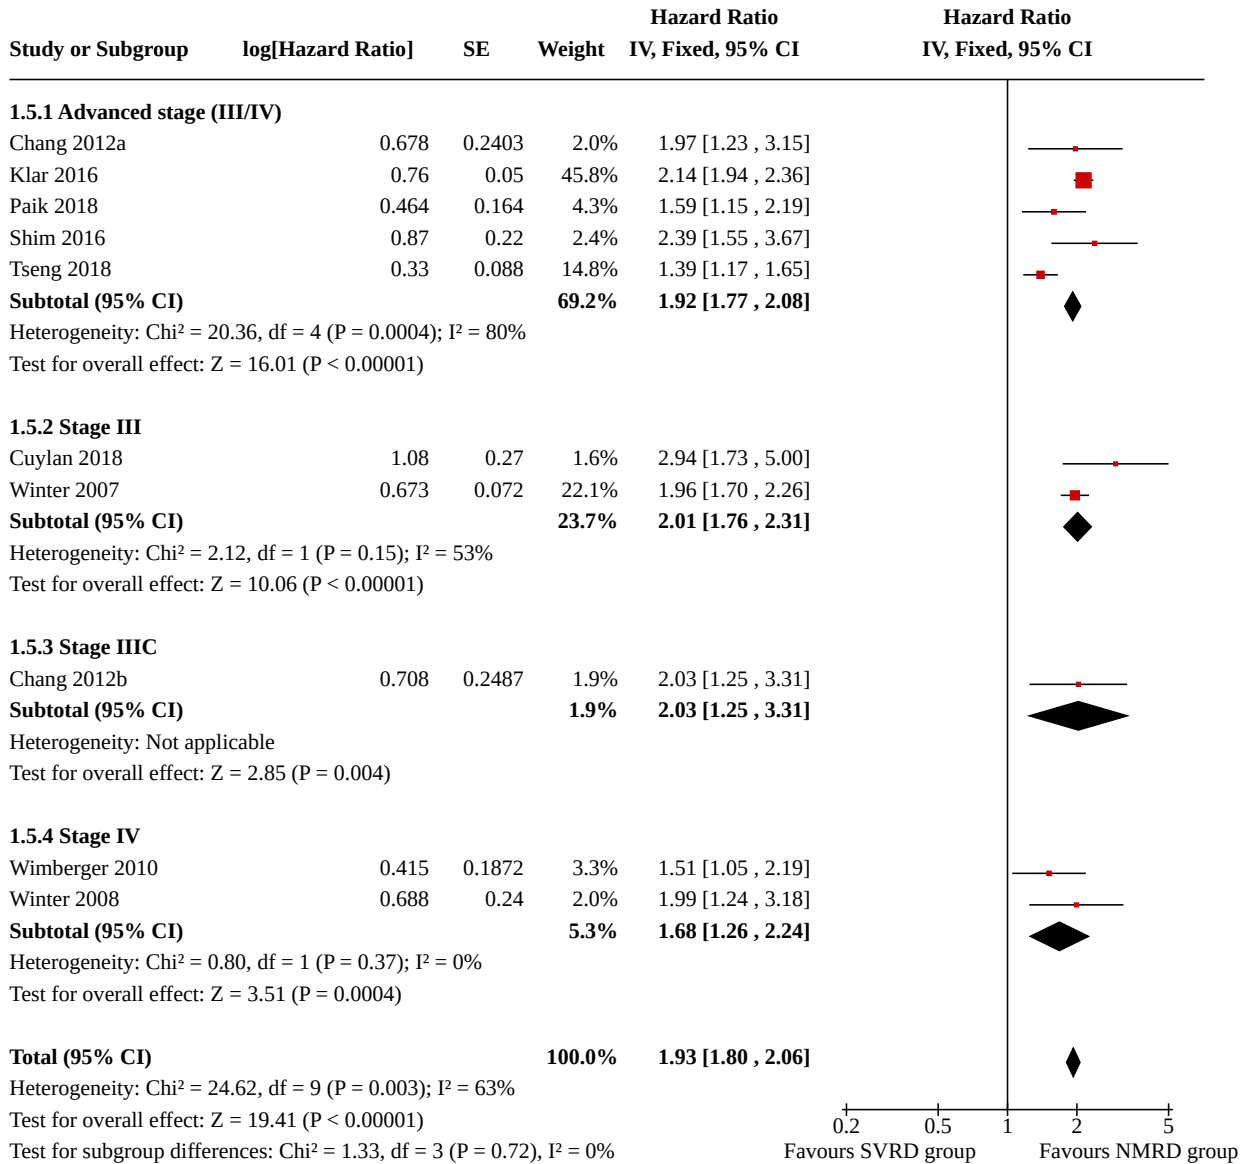 Hazard Ratio Hazard Ratio
Study or Subgroup log[Hazard Ratio] SE Weight IV, Fixed, 95% CI IV, Fixed, 95% CI
1.5.1 Advanced stage (III/IV)
Chang 2012a 0.678 0.2403 2.0% 1.97 [1.23 , 3.15]
Klar 2016 0.76 0.05 45.8% 2.14 [1.94 , 2.36]
Paik 2018 0.464 0.164 4.3% 1.59 [1.15 , 2.19]
Shim 2016 0.87 0.22 2.4% 2.39 [1.55 , 3.67]
Tseng 2018 0.33 0.088 14.8% 1.39 [1.17 , 1.65]
Subtotal (95% CI) 69.2% 1.92 [1.77 , 2.08]
Heterogeneity: Chi² = 20.36, df = 4 (P = 0.0004); I² = 80%
Test for overall effect: Z = 16.01 (P < 0.00001)
1.5.2 Stage III
Cuylan 2018 1.08 0.27 1.6% 2.94 [1.73 , 5.00]
Winter 2007 0.673 0.072 22.1% 1.96 [1.70 , 2.26]
Subtotal (95% CI) 23.7% 2.01 [1.76 , 2.31]
Heterogeneity: Chi² = 2.12, df = 1 (P = 0.15); I² = 53%
Test for overall effect: Z = 10.06 (P < 0.00001)
1.5.3 Stage IIIC
Chang 2012b 0.708 0.2487 1.9% 2.03 [1.25 , 3.31]
Subtotal (95% CI) 1.9% 2.03 [1.25 , 3.31]
Heterogeneity: Not applicable
Test for overall effect: Z = 2.85 (P = 0.004)
1.5.4 Stage IV
Wimberger 2010 0.415 0.1872 3.3% 1.51 [1.05 , 2.19]
Winter 2008 0.688 0.24 2.0% 1.99 [1.24 , 3.18]
Subtotal (95% CI) 5.3% 1.68 [1.26 , 2.24]
Heterogeneity: Chi² = 0.80, df = 1 (P = 0.37); I² = 0%
Test for overall effect: Z = 3.51 (P = 0.0004)
Total (95% CI) 100.0% 1.93 [1.80 , 2.06]
Heterogeneity: Chi² = 24.62, df = 9 (P = 0.003); I² = 63%
Test for overall effect: Z = 19.41 (P < 0.00001) 0.2 0.5 1 2 5
Test for subgroup differences: Chi² = 1.33, df = 3 (P = 0.72), I² = 0% Favours SVRD group Favours NMRD group